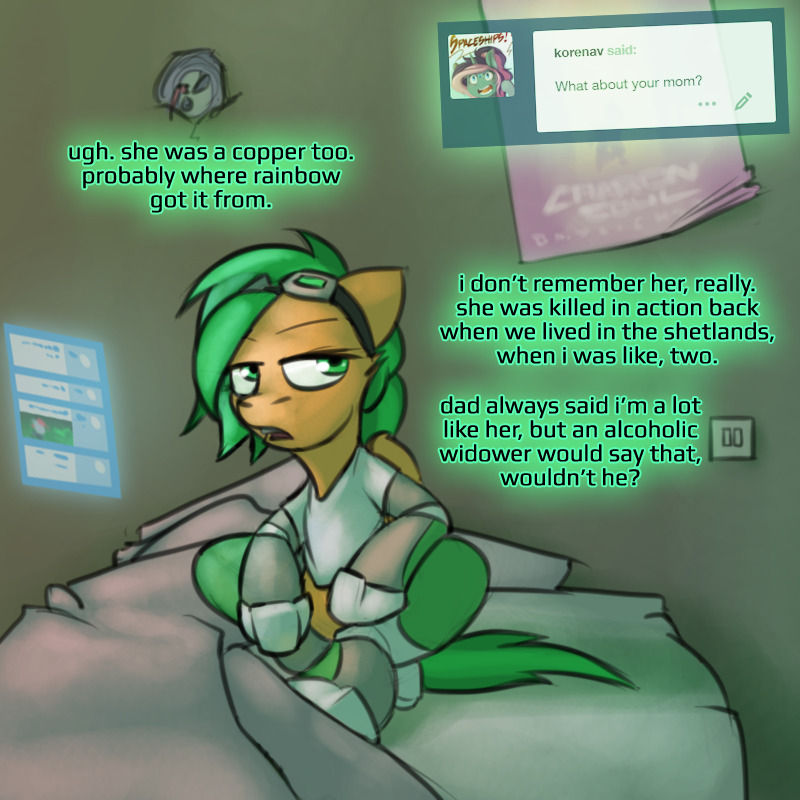 SPACESHIPS!
korenav said:
What about your mom?
ugh. she was a copper too.
probably where rainbow
got it from.
i don't remember her, really.
she was killed in action back
when we lived in the shetlands,
when i was like, two.
dad always said i'm a lot
like her, but an alcoholic
widower would say that,
wouldn't he?